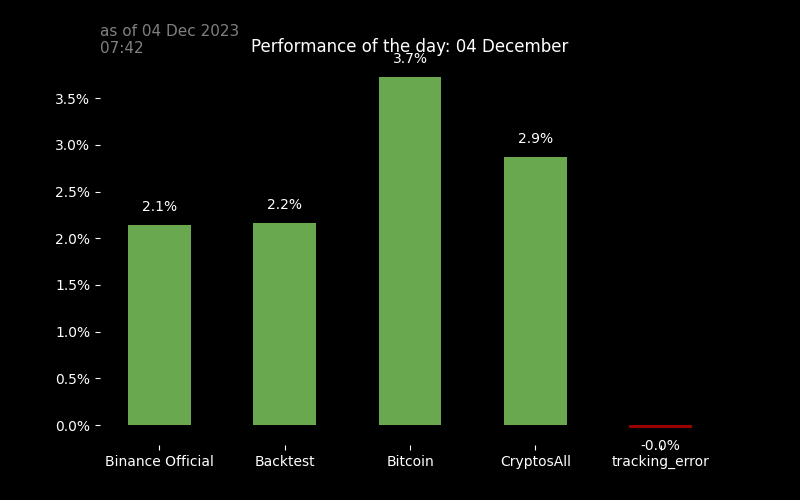 as of 04 Dec 2023
07:42
Performance of the day: 04 December
3.7%
3.5%
3.0%
2.9%
2.5%
2.1%
2.2%
2.0%
1.5%
1.0%
0.5%
0.0%
-0.0%
Binance Official
Backtest
Bitcoin
CryptosAll
tracking_error